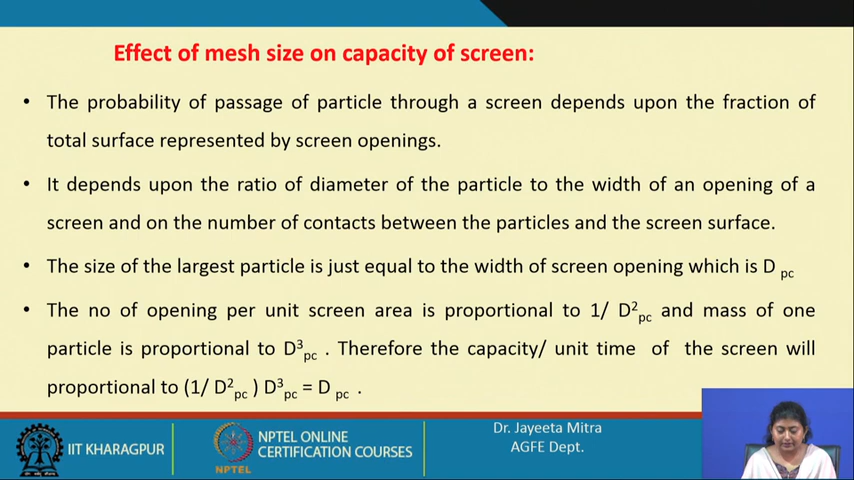 Effect of mesh size on capacity of screen:
• The probability of passage of particle through a screen depends upon the fraction of
total surface represented by screen openings.
• It depends upon the ratio of diameter of the particle to the width of an opening of a
screen and on the number of contacts between the particles and the screen surface.
• The size of the largest particle is just equal to the width of screen opening which is D pc
• The no of opening per unit screen area is proportional to 1/ D²pc and mass of one
particle is proportional to D³pc . Therefore the capacity/ unit time of the screen will
proportional to (1/ D²pc ) D³pc = D pc .
IIT KHARAGPUR
NPTEL
NPTEL ONLINE
CERTIFICATION COURSES
Dr. Jayeeta Mitra
AGFE Dept.